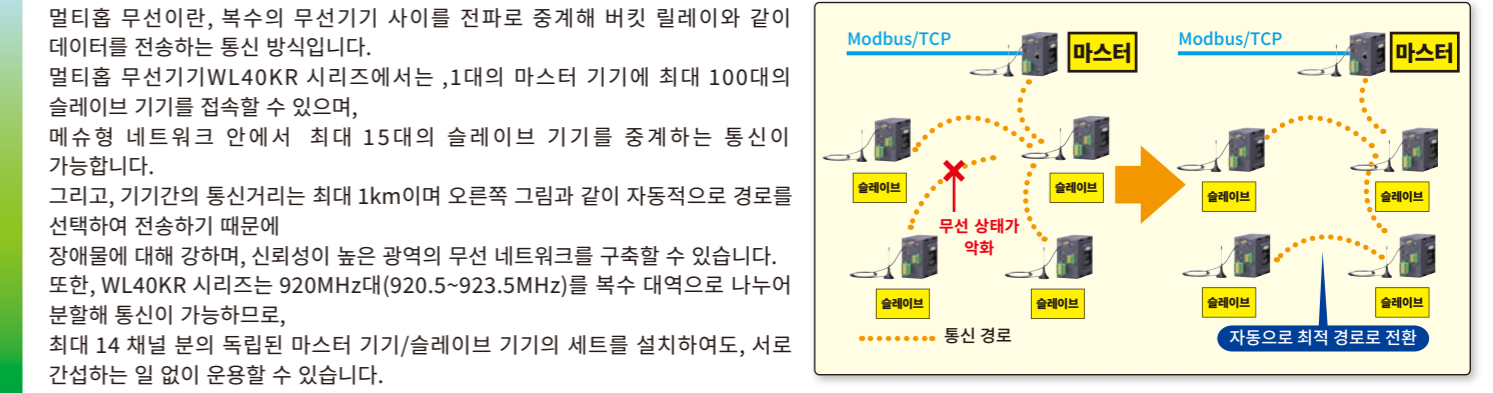 멀티홉 무선이란, 복수의 무선기기 사이를 전파로 중계해 버킷 릴레이와 같이
데이터를 전송하는 통신 방식입니다.
멀티홉 무선기기WL40KR 시리즈에서는 ,1대의 마스터 기기에 최대 100대의
슬레이브 기기를 접속할 수 있으며,
메슈형 네트워크 안에서 최대 15대의 슬레이브 기기를 중계하는 통신이
가능합니다.
그리고, 기기간의 통신거리는 최대 1km이며 오른쪽 그림과 같이 자동적으로 경로를
선택하여 전송하기 때문에
장애물에 대해 강하며, 신뢰성이 높은 광역의 무선 네트워크를 구축할 수 있습니다.
또한, WL40KR 시리즈는 920MHz대(920.5~923.5MHz)를 복수 대역으로 나누어
분할해 통신이 가능하므로,
최대 14 채널 분의 독립된 마스터 기기/슬레이브 기기의 세트를 설치하여도, 서로
간섭하는 일 없이 운용할 수 있습니다.
Modbus/TCP
마스터
슬레이브
슬레이브
무선 상태가
악화
슬레이브
슬레이브
통신 경로
Modbus/TCP
마스터
슬레이브
슬레이브
슬레이브
슬레이브
자동으로 최적 경로로 전환